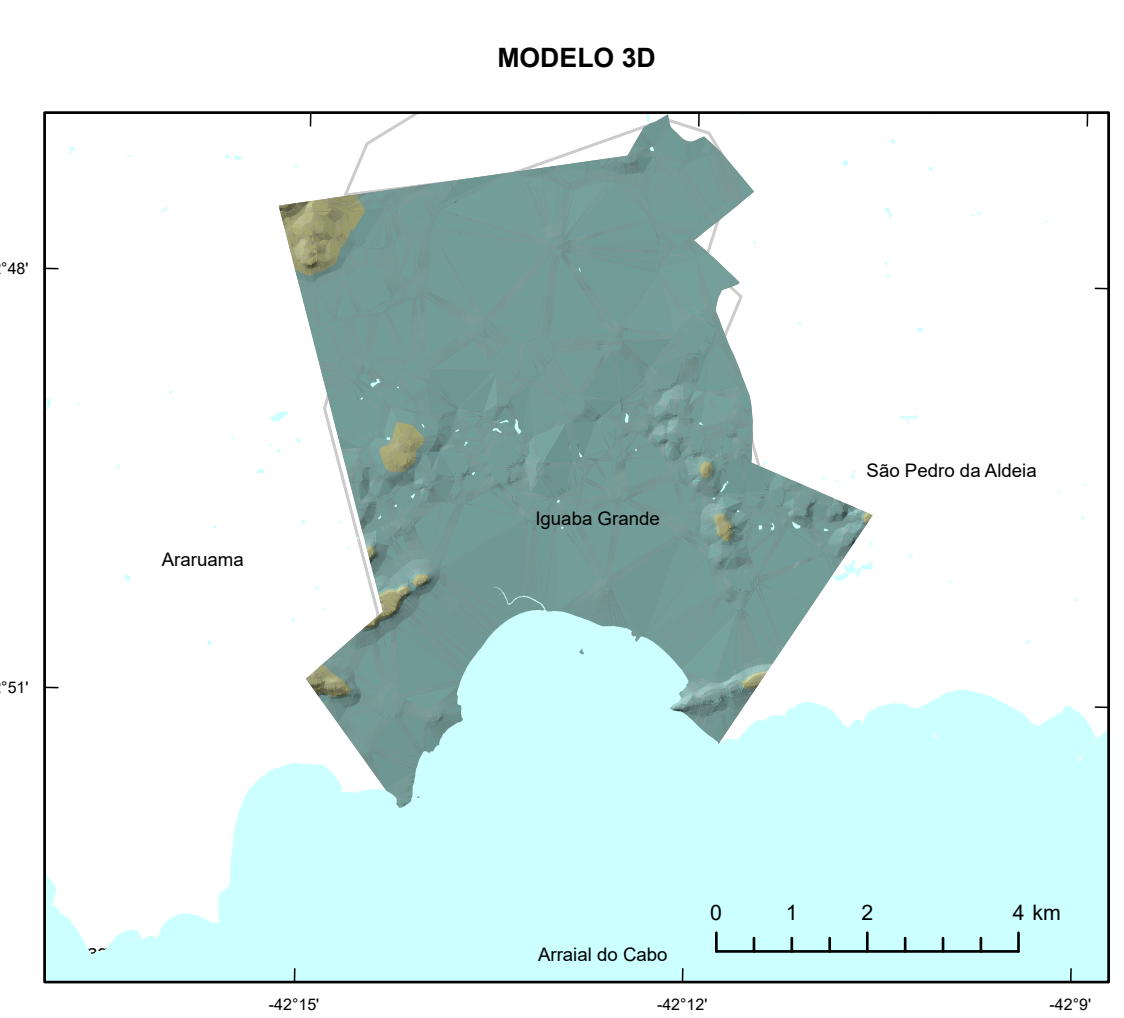 MODELO 3D
°48'
São Pedro da Aldeia
Iguaba Grande
Araruama
°51'
0 1 2 4 km
Arraial do Cabo
-42°15' -42°12' -42°9'